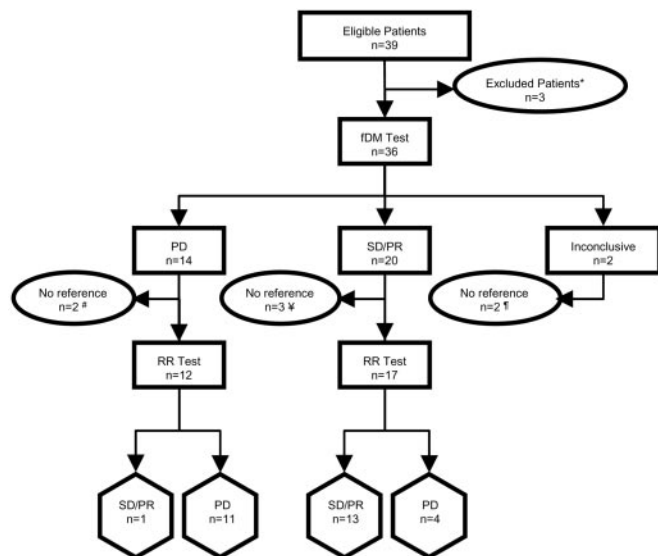 Eligible Patients
n=39
Excluded Patients*
n=3
fDM Test
n=36
PD
n=14
SD/PR
n=20
Inconclusive
n=2
No reference
n=2 #
No reference
n=3 ¥
No reference
n=2 ¶
RR Test
n=12
RR Test
n=17
SD/PR
n=1
PD
n=11
SD/PR
n=13
PD
n=4